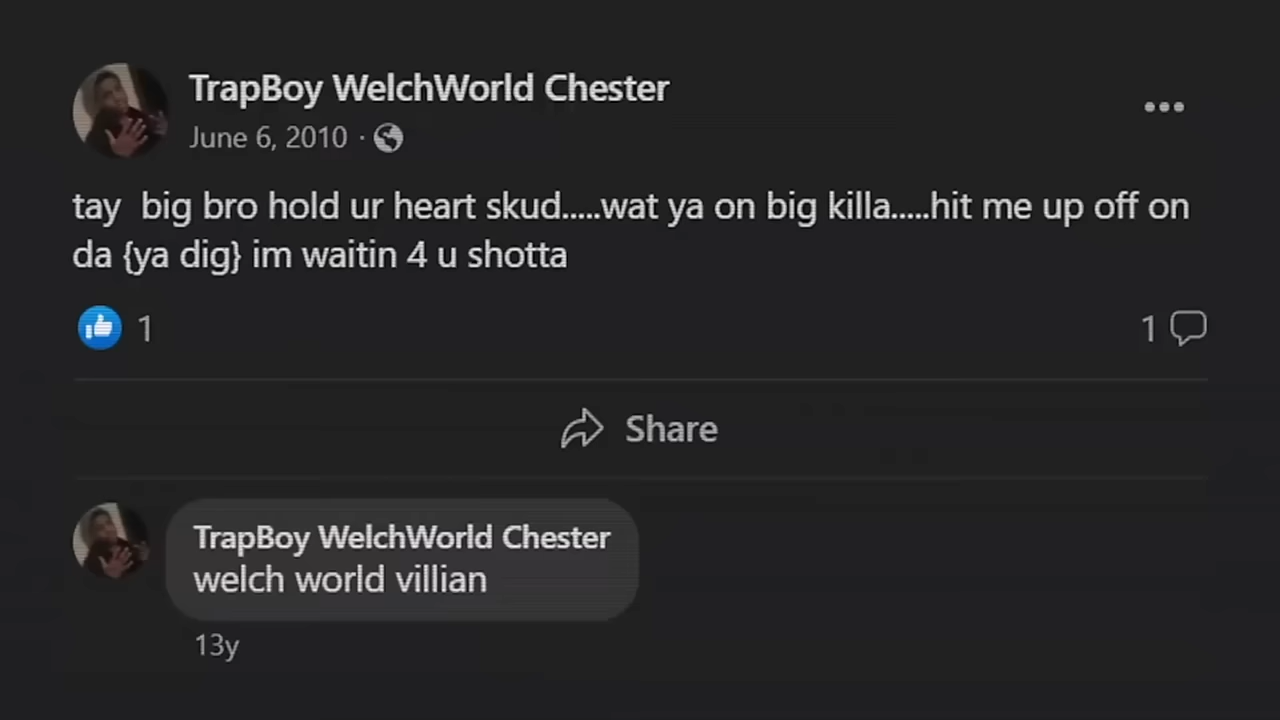 TrapBoy WelchWorld Chester
June 6, 2010 ·
tay  big bro hold ur heart skud.....wat ya on big killa.....hit me up off on
da {ya dig} im waitin 4 u shotta
1
1
Share
TrapBoy WelchWorld Chester
welch world villian
13y